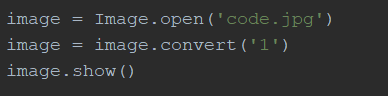 image = Image.open('code.jpg')
image = image.convert('1')
image.show()